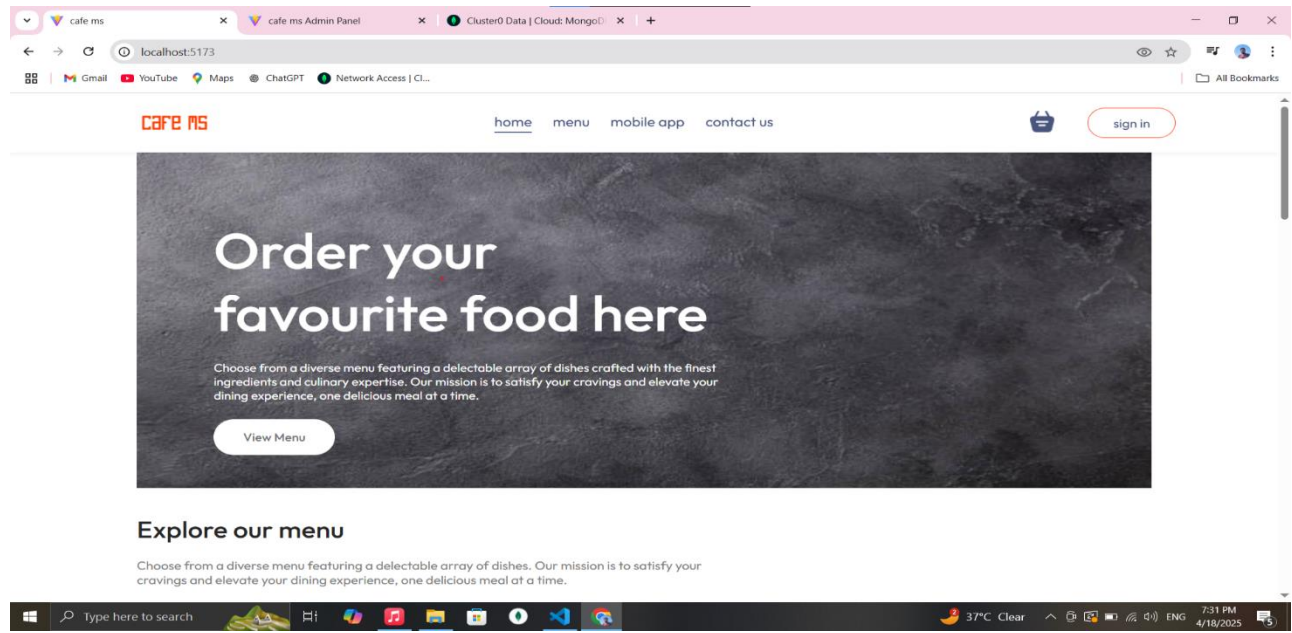 cafe ms
cafe ms Admin Panel
Cluster0 Data | Cloud: MongoD
localhost:5173
Gmail
YouTube
Maps
ChatGPT
Network Access | Cl...
All Bookmarks
CAFE MS
home
menu
mobile app
contact us
sign in
Order your
favourite food here
Choose from a diverse menu featuring a delectable array of dishes crafted with the finest
ingredients and culinary expertise. Our mission is to satisfy your cravings and elevate your
dining experience, one delicious meal at a time.
View Menu
Explore our menu
Choose from a diverse menu featuring a delectable array of dishes. Our mission is to satisfy your
cravings and elevate your dining experience, one delicious meal at a time.
Type here to search
37°C Clear
ENG
7:31 PM
4/18/2025
5